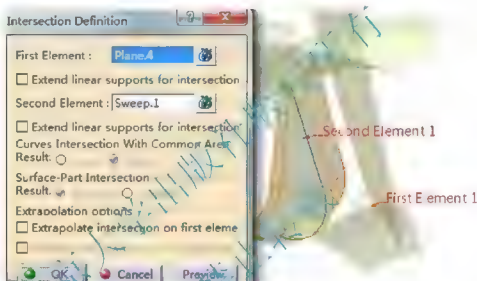 Intersection Definition
First Element : Plane.4
Extend linear supports for intersection
Second Element : Sweep.1
Extend linear supports for intersection
Curves Intersection With Common Area
Result:
Surface-Part Intersection
Result:
Extrapolation options
Extrapolate intersection on first eleme
OK Cancel Preview
Second Element 1
First Element 1